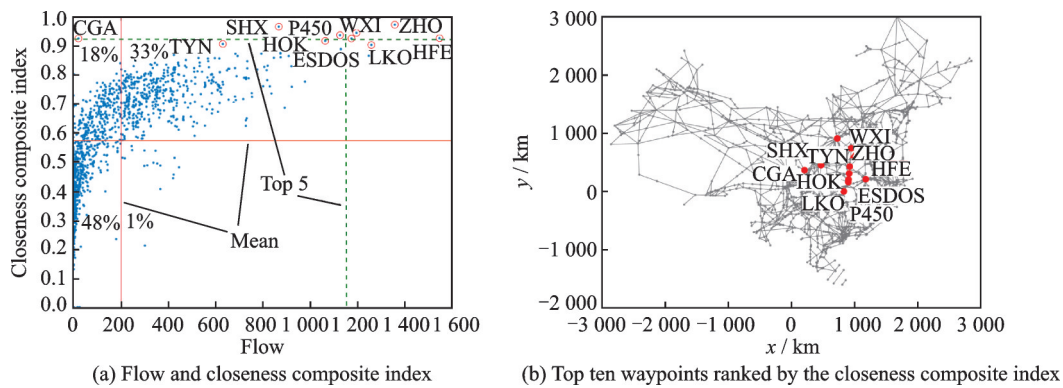 1.0
0.9
0.8
0.7
0.6
0.5
0.4
0.3
0.2
0.1
0.0
Closeness composite index
CGA
SHX P450 WXI ZHO
18% 33% TYN HOK
ESDOS LKO HFE
Top 5
48% 1%
Mean
0 200 400 600 800 1 000 1 200 1 400 1 600
Flow
(a) Flow and closeness composite index
3 000
2 000
1 000
0
−1 000
−2 000
y / km
WXI
SHX TYN ZHO
CGA HOK HFE
LKO ESDOS
P450
−3 000 −2 000 −1 000 0 1 000 2 000 3 000
x / km
(b) Top ten waypoints ranked by the closeness composite index